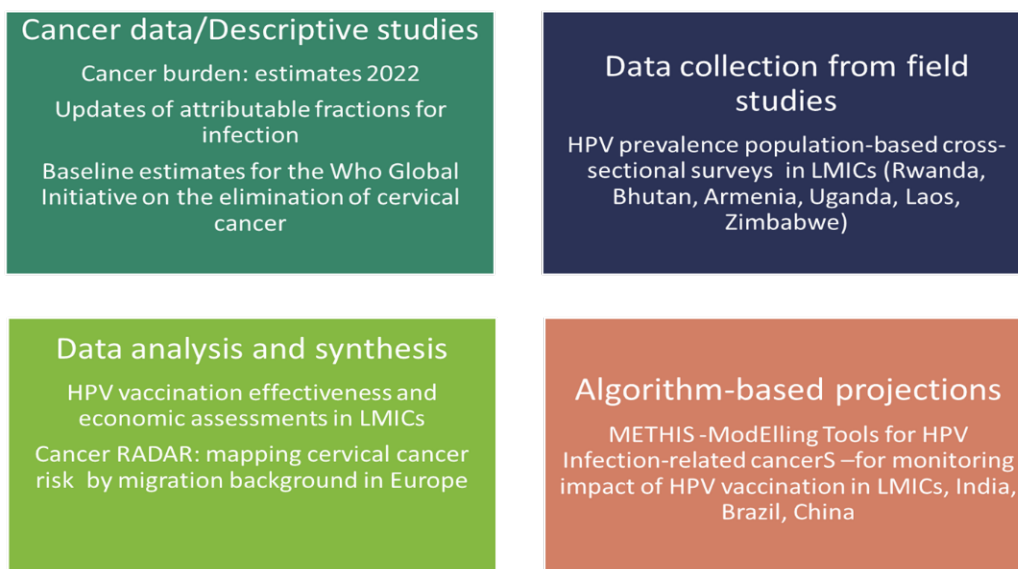 Cancer data/Descriptive studies
Cancer burden: estimates 2022
Updates of attributable fractions for
infection
Baseline estimates for the Who Global
Initiative on the elimination of cervical
cancer
Data collection from field
studies
HPV prevalence population-based cross-
sectional surveys in LMICs (Rwanda,
Bhutan, Armenia, Uganda, Laos,
Zimbabwe)
Data analysis and synthesis
HPV vaccination effectiveness and
economic assessments in LMICs
Cancer RADAR: mapping cervical cancer
risk by migration background in Europe
Algorithm-based projections
METHIS -ModElling Tools for HPV
Infection-related cancerS –for monitoring
impact of HPV vaccination in LMICs, India,
Brazil, China